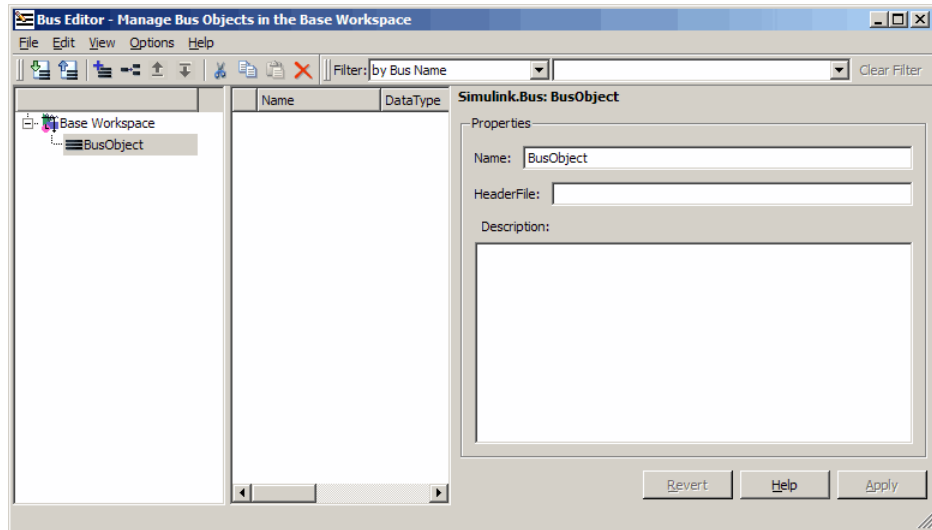 Bus Editor - Manage Bus Objects in the Base Workspace
File Edit View Options Help
Filter: by Bus Name Clear Filter
Name DataType
Simulink.Bus: BusObject
Base Workspace
BusObject
Properties
Name: BusObject
HeaderFile:
Description:
Revert Help Apply